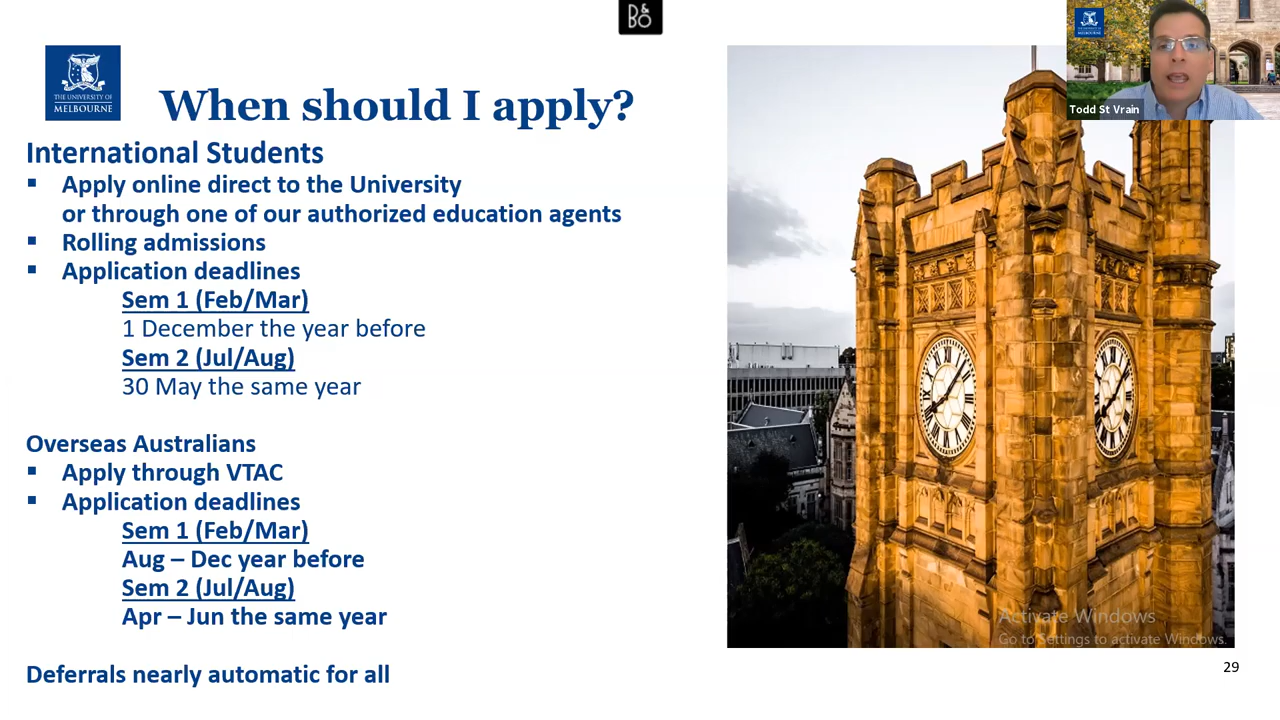 B&O
THE UNIVERSITY OF
MELBOURNE
When should I apply?
International Students
▪ Apply online direct to the University
or through one of our authorized education agents
▪ Rolling admissions
▪ Application deadlines
Sem 1 (Feb/Mar)
1 December the year before
Sem 2 (Jul/Aug)
30 May the same year
Overseas Australians
▪ Apply through VTAC
▪ Application deadlines
Sem 1 (Feb/Mar)
Aug – Dec year before
Sem 2 (Jul/Aug)
Apr – Jun the same year
Deferrals nearly automatic for all
Todd St Vrain
Activate Windows
Go to Settings to activate Windows.
29